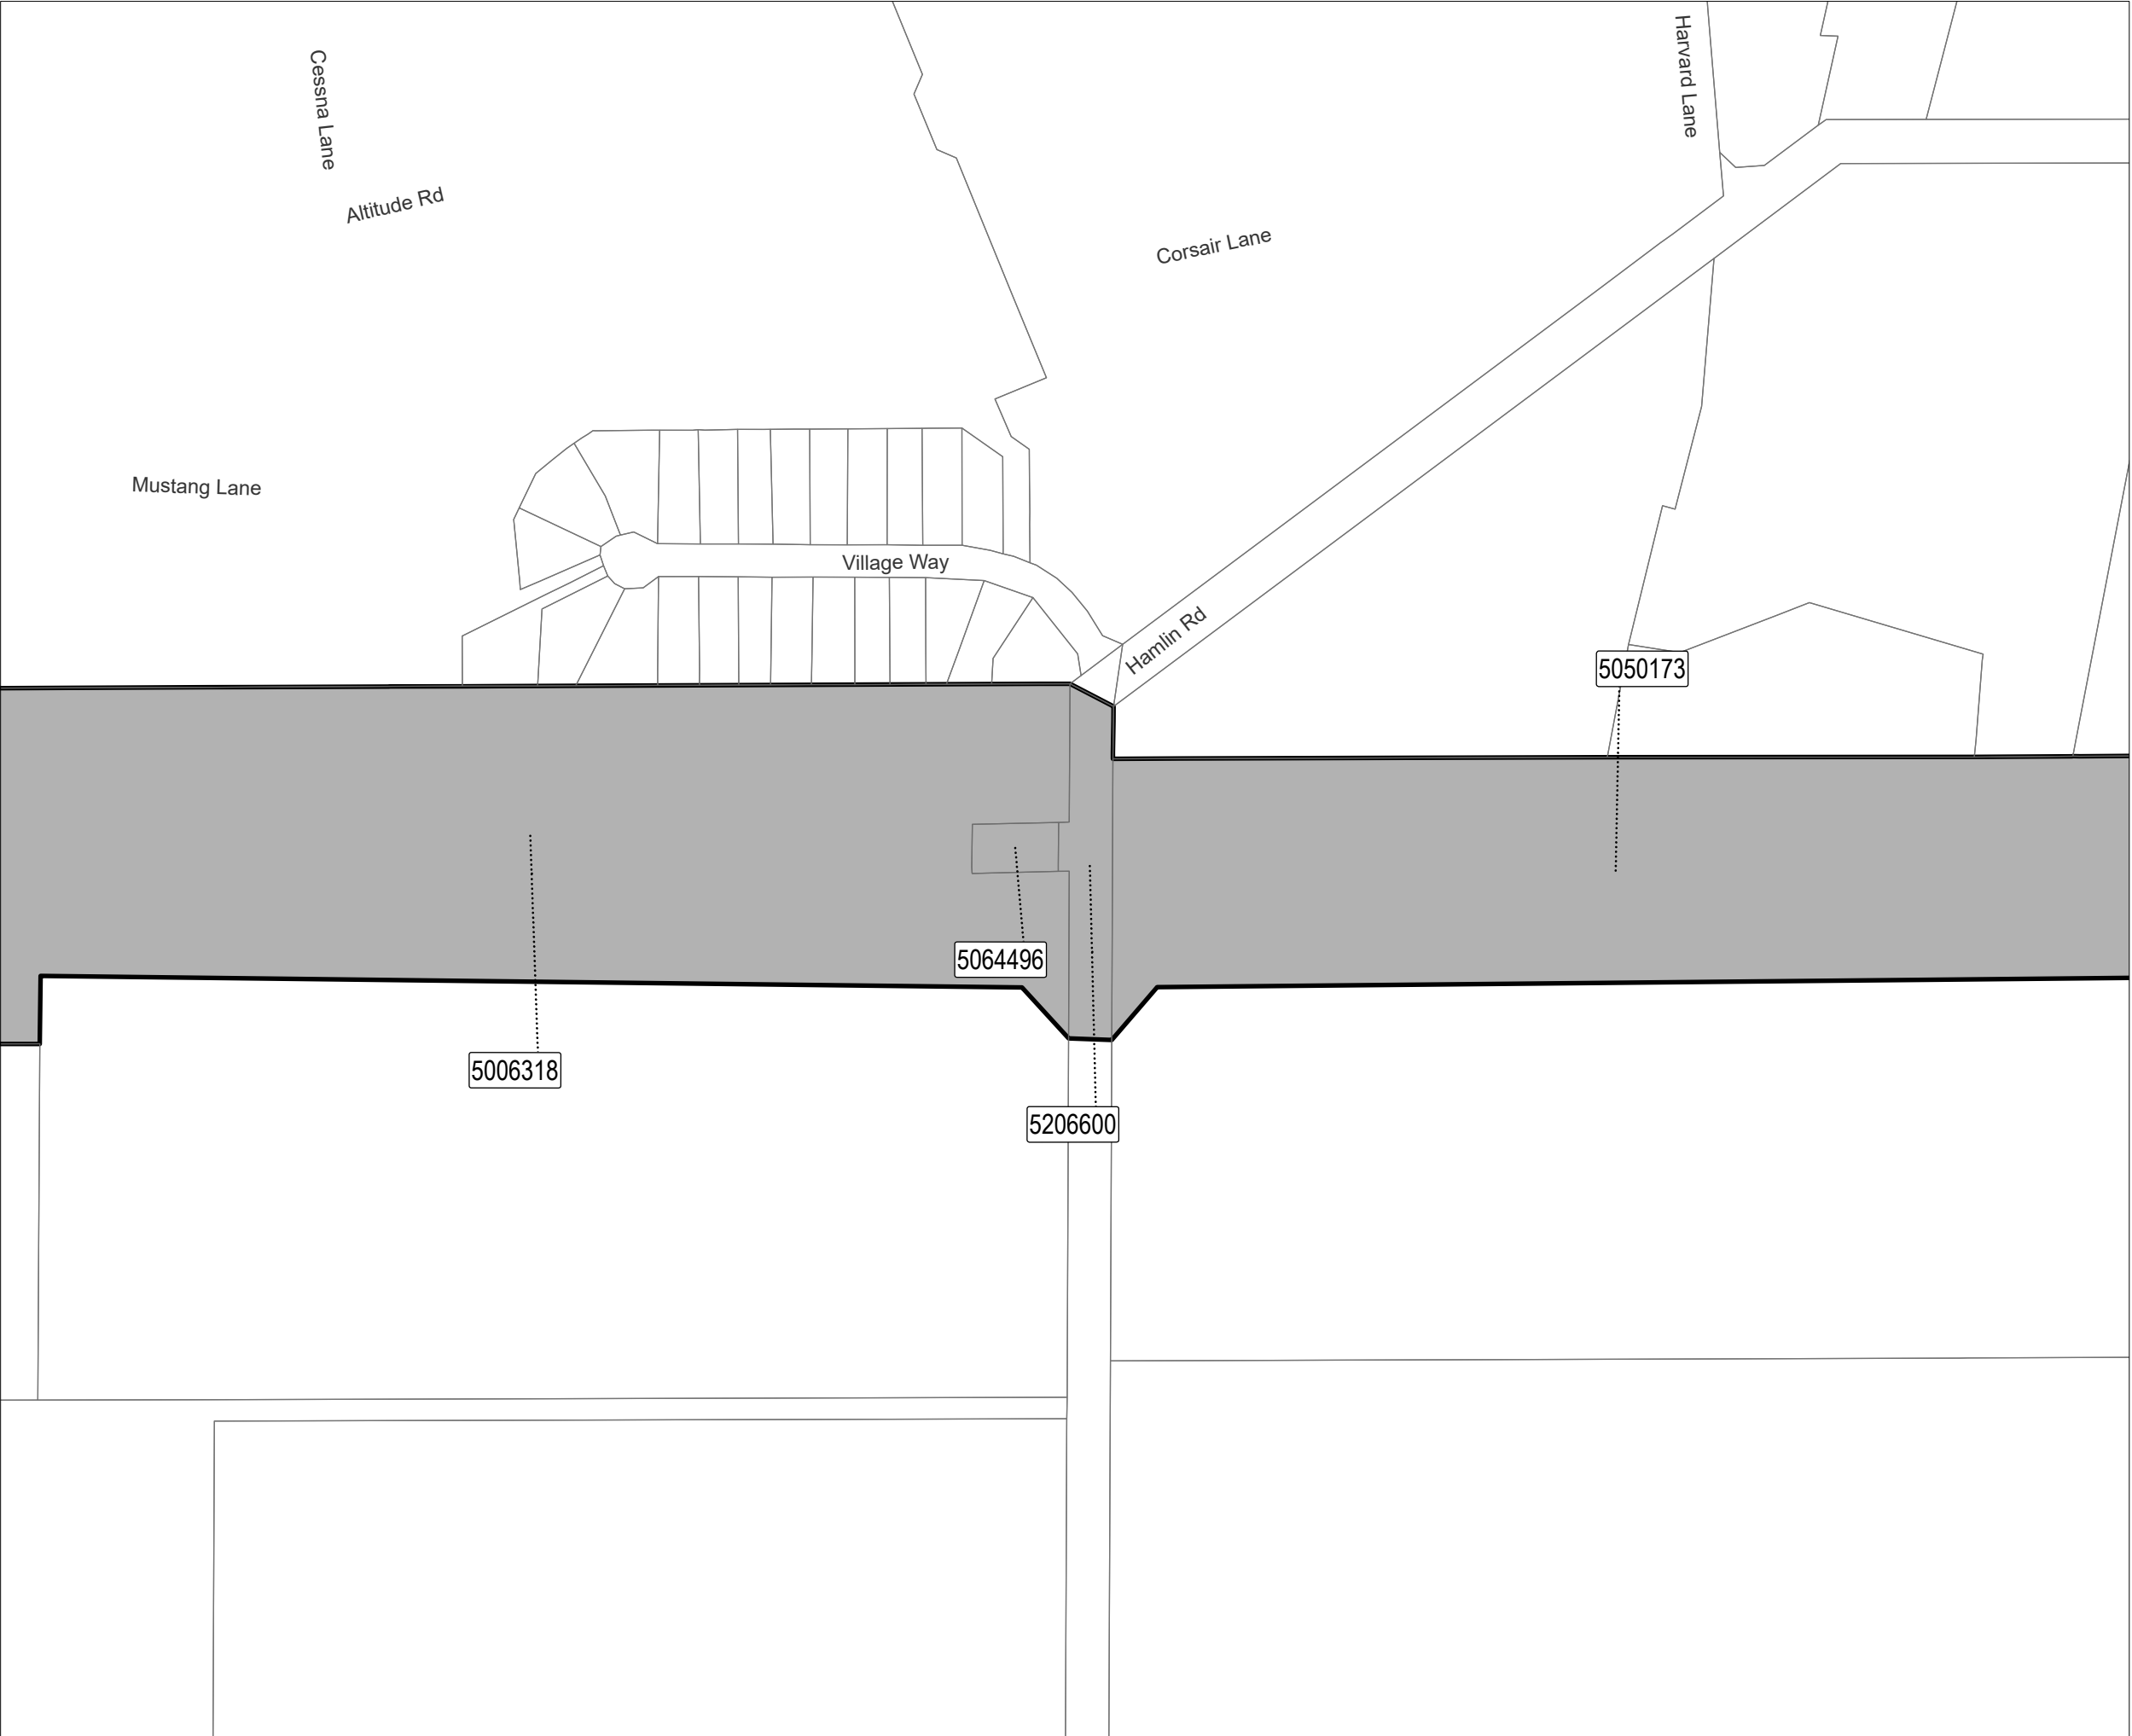 Harvard Lane
Cessna Lane
Altitude Rd
Corsair Lane
Mustang Lane
Village Way
Hamlin Rd
5050173
5064496
5006318
5206600